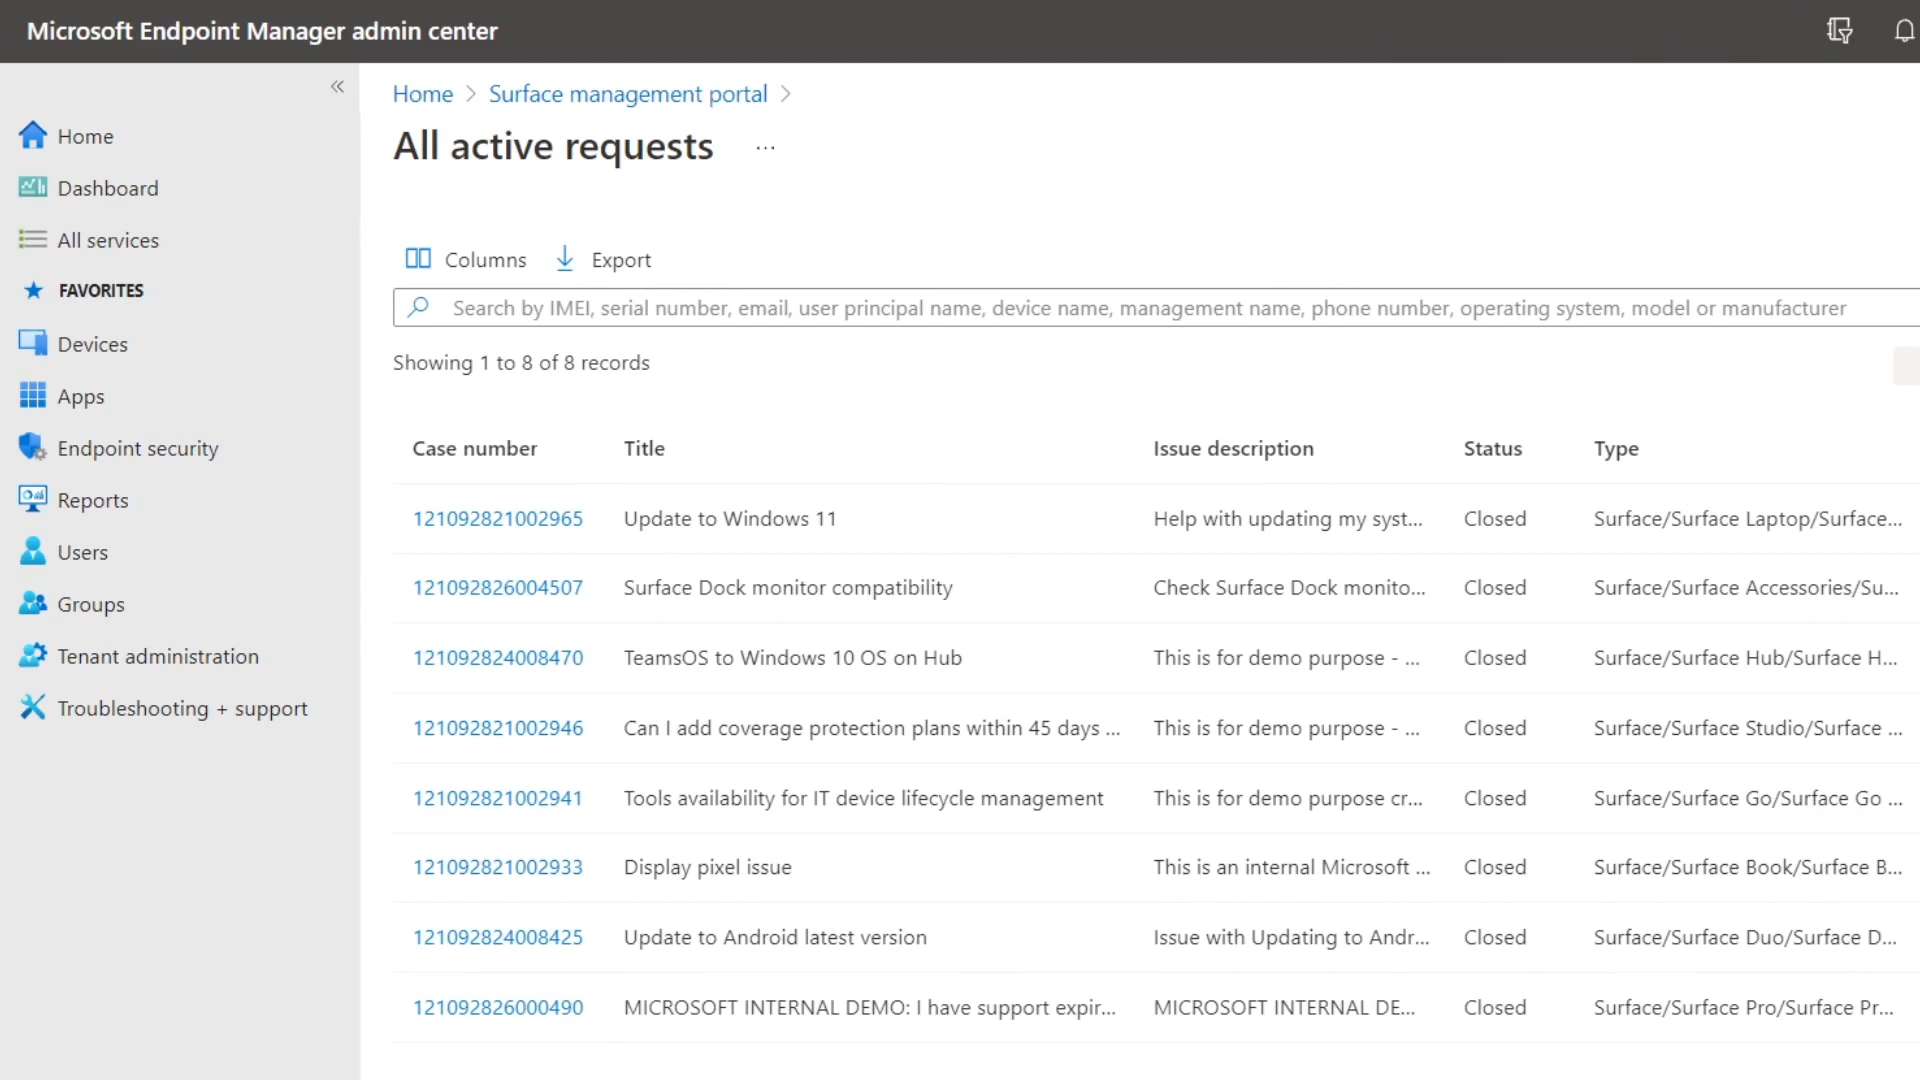 Microsoft Endpoint Manager admin center
Home
Dashboard
All services
FAVORITES
Devices
Apps
Endpoint security
Reports
Users
Groups
Tenant administration
Troubleshooting + support
Home > Surface management portal >
All active requests ...
Columns Export
Search by IMEI, serial number, email, user principal name, device name, management name, phone number, operating system, model or manufacturer
Showing 1 to 8 of 8 records
Case number Title Issue description Status Type
121092821002965 Update to Windows 11 Help with updating my syst... Closed Surface/Surface Laptop/Surface...
121092826004507 Surface Dock monitor compatibility Check Surface Dock monito... Closed Surface/Surface Accessories/Su...
121092824008470 TeamsOS to Windows 10 OS on Hub This is for demo purpose - ... Closed Surface/Surface Hub/Surface H...
121092821002946 Can I add coverage protection plans within 45 days ... This is for demo purpose - ... Closed Surface/Surface Studio/Surface ...
121092821002941 Tools availability for IT device lifecycle management This is for demo purpose cr... Closed Surface/Surface Go/Surface Go ...
121092821002933 Display pixel issue This is an internal Microsoft ... Closed Surface/Surface Book/Surface B...
121092824008425 Update to Android latest version Issue with Updating to Andr... Closed Surface/Surface Duo/Surface D...
121092826000490 MICROSOFT INTERNAL DEMO: I have support expir... MICROSOFT INTERNAL DE... Closed Surface/Surface Pro/Surface Pr...